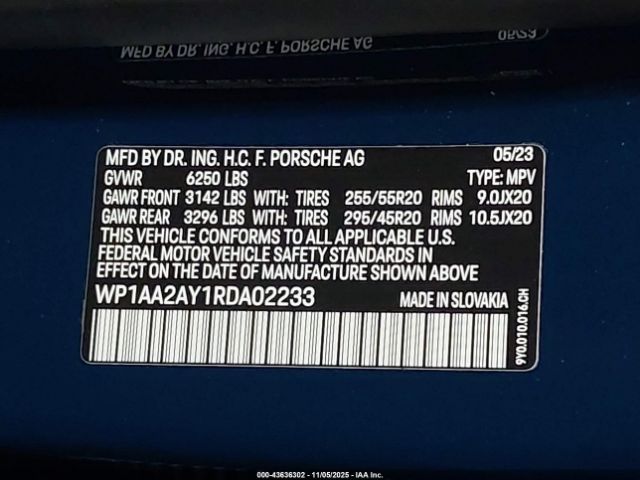 MFD BY DR. ING. H.C. F. PORSCHE AG 05/23
MFD BY DR. ING. H.C. F. PORSCHE AG 05/23
GVWR 6250 LBS TYPE: MPV
GAWR FRONT 3142 LBS WITH: TIRES 255/55R20 RIMS 9.0JX20
GAWR REAR 3296 LBS WITH: TIRES 295/45R20 RIMS 10.5JX20
THIS VEHICLE CONFORMS TO ALL APPLICABLE U.S.
FEDERAL MOTOR VEHICLE SAFETY STANDARDS IN
EFFECT ON THE DATE OF MANUFACTURE SHOWN ABOVE
WP1AA2AY1RDA02233 MADE IN SLOVAKIA
9Y0.010.016.CH
000-43636302 - 11/05/2025 - IAA Inc.